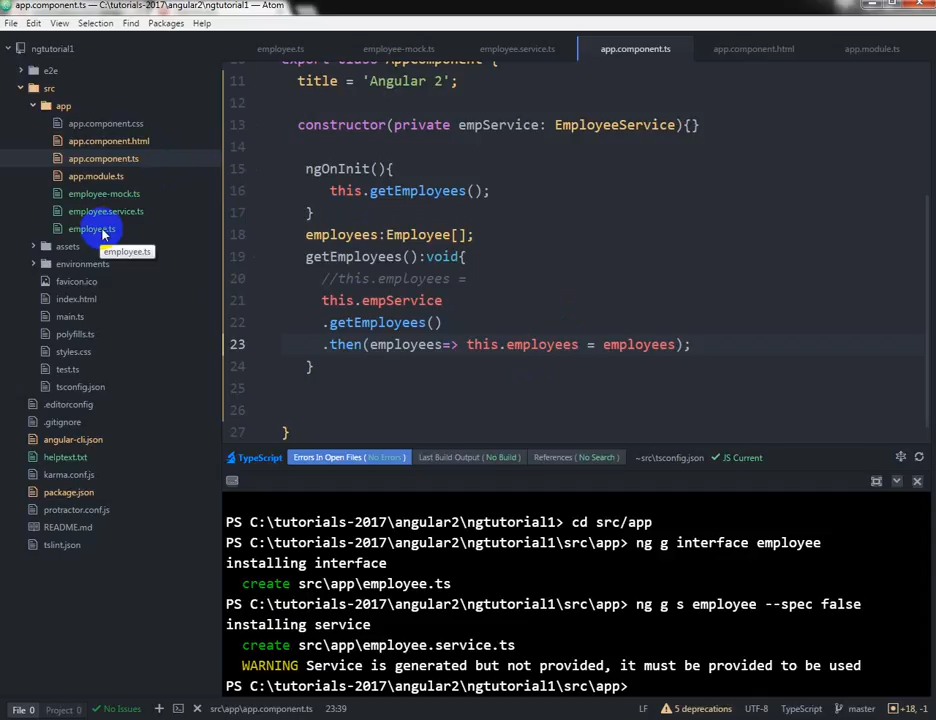 app.component.ts — C:\tutorials-2017\angular2\ngtutorial1 — Atom
File Edit View Selection Find Packages Help
ngtutorial1
e2e
src
app
app.component.css
app.component.html
app.component.ts
app.module.ts
employee-mock.ts
employee.service.ts
employee.ts
employee.ts
assets
environments
favicon.ico
index.html
main.ts
polyfills.ts
styles.css
test.ts
tsconfig.json
.editorconfig
.gitignore
angular-cli.json
helptext.txt
karma.conf.js
package.json
protractor.conf.js
README.md
tslint.json
employee.ts employee-mock.ts employee.service.ts app.component.ts app.component.html app.module.ts
10 export class AppComponent {
11 title = 'Angular 2';
12
13 constructor(private empService: EmployeeService){}
14
15 ngOnInit(){
16 this.getEmployees();
17 }
18 employees:Employee[];
19 getEmployees():void{
20 //this.employees =
21 this.empService
22 .getEmployees()
23 .then(employees=> this.employees = employees);
24 }
25
26
27 }
TypeScript Errors In Open Files ( No Errors ) Last Build Output ( No Build ) References ( No Search ) ~src\tsconfig.json JS Current
PS C:\tutorials-2017\angular2\ngtutorial1> cd src/app
PS C:\tutorials-2017\angular2\ngtutorial1\src\app> ng g interface employee
installing interface
create src\app\employee.ts
PS C:\tutorials-2017\angular2\ngtutorial1\src\app> ng g s employee --spec false
installing service
create src\app\employee.service.ts
WARNING Service is generated but not provided, it must be provided to be used
PS C:\tutorials-2017\angular2\ngtutorial1\src\app>
File 0 Project 0 No Issues src\app\app.component.ts 23:39 LF 5 deprecations UTF-8 TypeScript master +18, -1